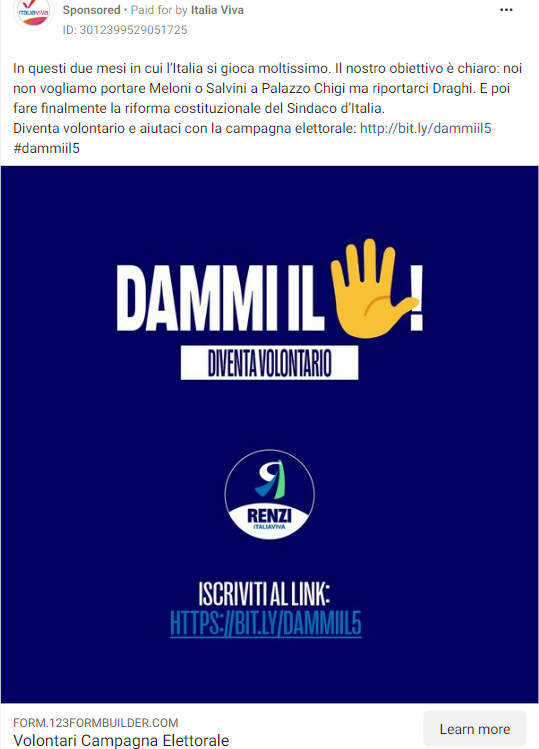 ITALIAVIVA
Sponsored • Paid for by Italia Viva
ID: 3012399529051725
In questi due mesi in cui l'Italia si gioca moltissimo. Il nostro obiettivo è chiaro: noi
non vogliamo portare Meloni o Salvini a Palazzo Chigi ma riportarci Draghi. E poi
fare finalmente la riforma costituzionale del Sindaco d'Italia.
Diventa volontario e aiutaci con la campagna elettorale: http://bit.ly/dammiil5
#dammiil5
DAMMI IL 🤚!
DIVENTA VOLONTARIO
RENZI
ITALIAVIVA
ISCRIVITI AL LINK:
HTTPS://BIT.LY/DAMMIIL5
FORM.123FORMBUILDER.COM
Volontari Campagna Elettorale
Learn more